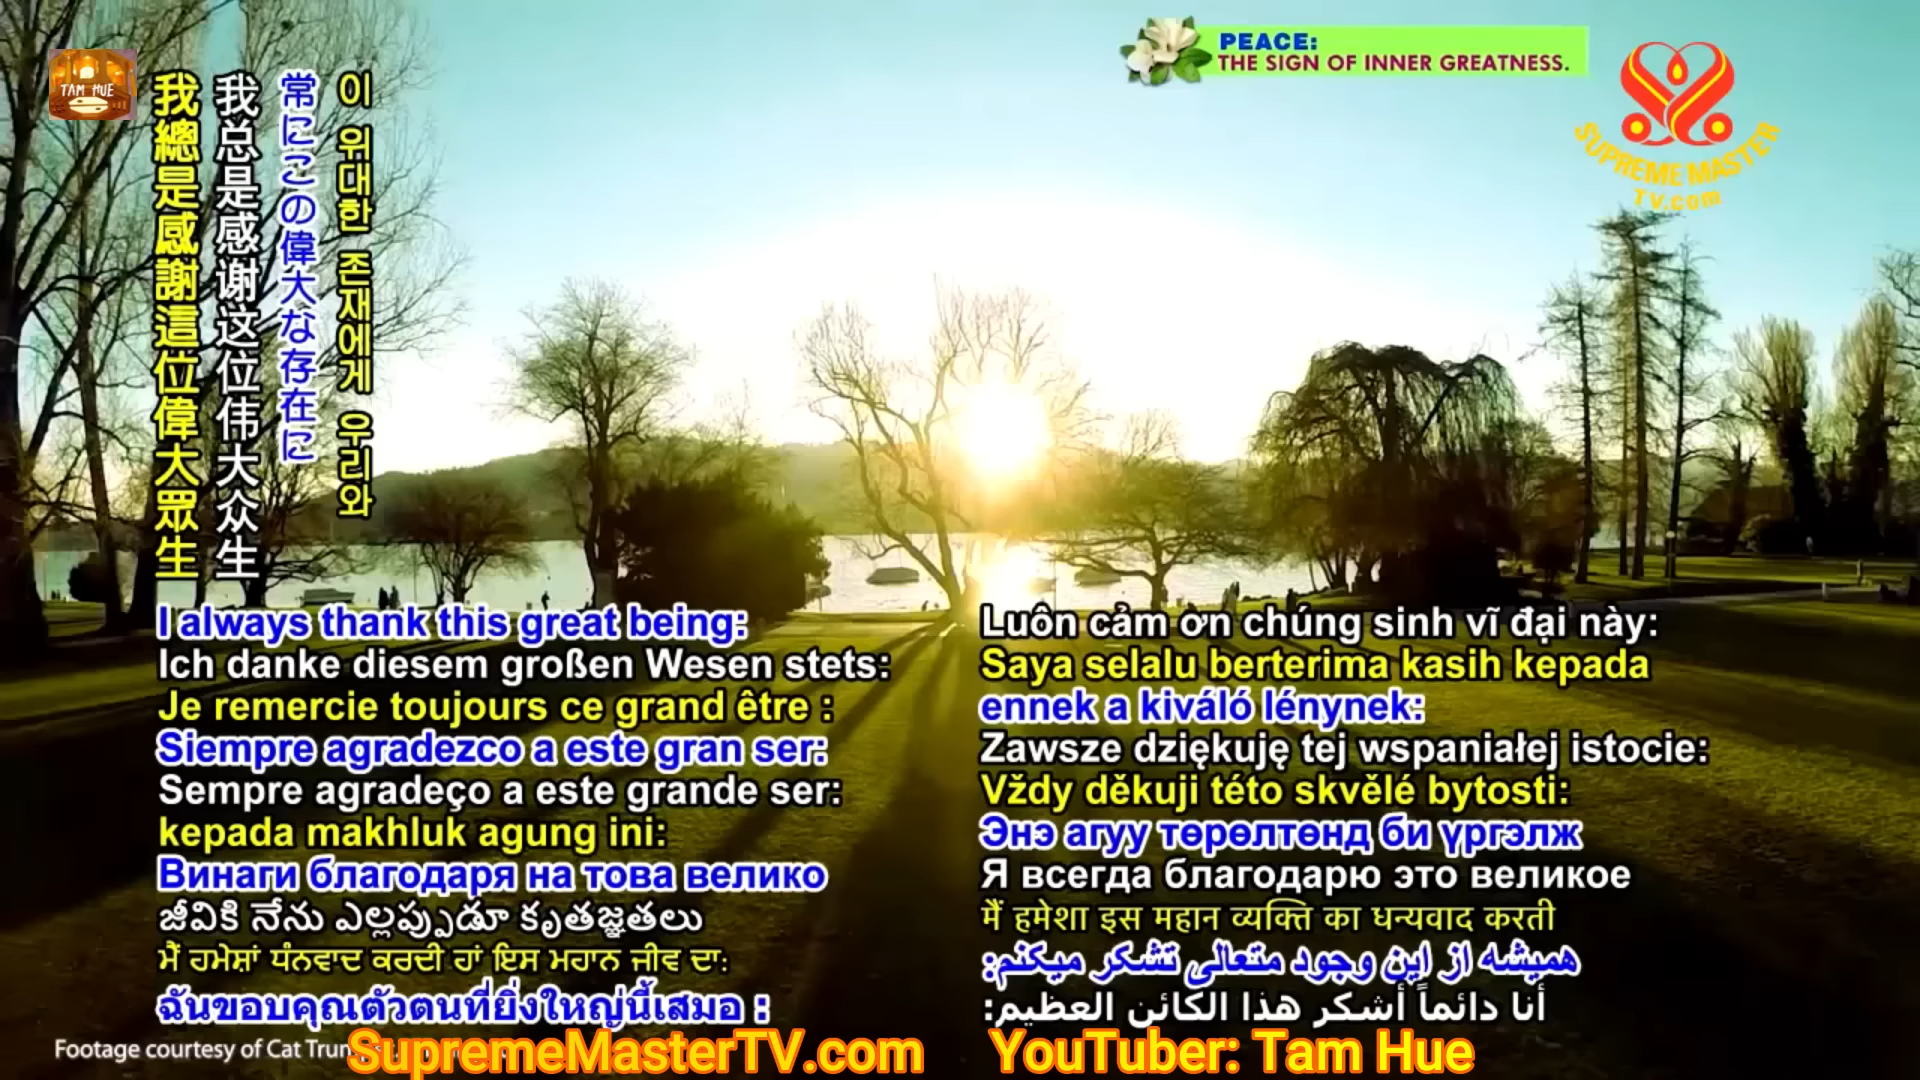 TAM HUE
PEACE:
THE SIGN OF INNER GREATNESS.
SUPREME MASTER
TV.com
我總是感謝這位偉大眾生
我总是感谢这位伟大众生
常にこの偉大な存在に
이 위대한 존재에게 우리와
I always thank this great being:
Ich danke diesem großen Wesen stets:
Je remercie toujours ce grand être :
Siempre agradezco a este gran ser:
Sempre agradeço a este grande ser:
kepada makhluk agung ini:
Винаги благодаря на това велико
జీవికి నేను ఎల్లప్పుడూ కృతజ్ఞతలు
ਮੈਂ ਹਮੇਸ਼ਾਂ ਧੰਨਵਾਦ ਕਰਦੀ ਹਾਂ ਇਸ ਮਹਾਨ ਜੀਵ ਦਾ:
ฉันขอบคุณตัวตนที่ยิ่งใหญ่นี้เสมอ :
Luôn cảm ơn chúng sinh vĩ đại này:
Saya selalu berterima kasih kepada
ennek a kiváló lénynek:
Zawsze dziękuję tej wspaniałej istocie:
Vždy děkuji této skvělé bytosti:
Энэ агуу төрөлтөнд би үргэлж
Я всегда благодарю это великое
मैं हमेशा इस महान व्यक्ति का धन्यवाद करती
همیشه از این وجود متعالی تشکر میکنم:
أنا دائماً أشكر هذا الكائن العظيم:
Footage courtesy of Cat
SupremeMasterTV.com
YouTuber: Tam Hue